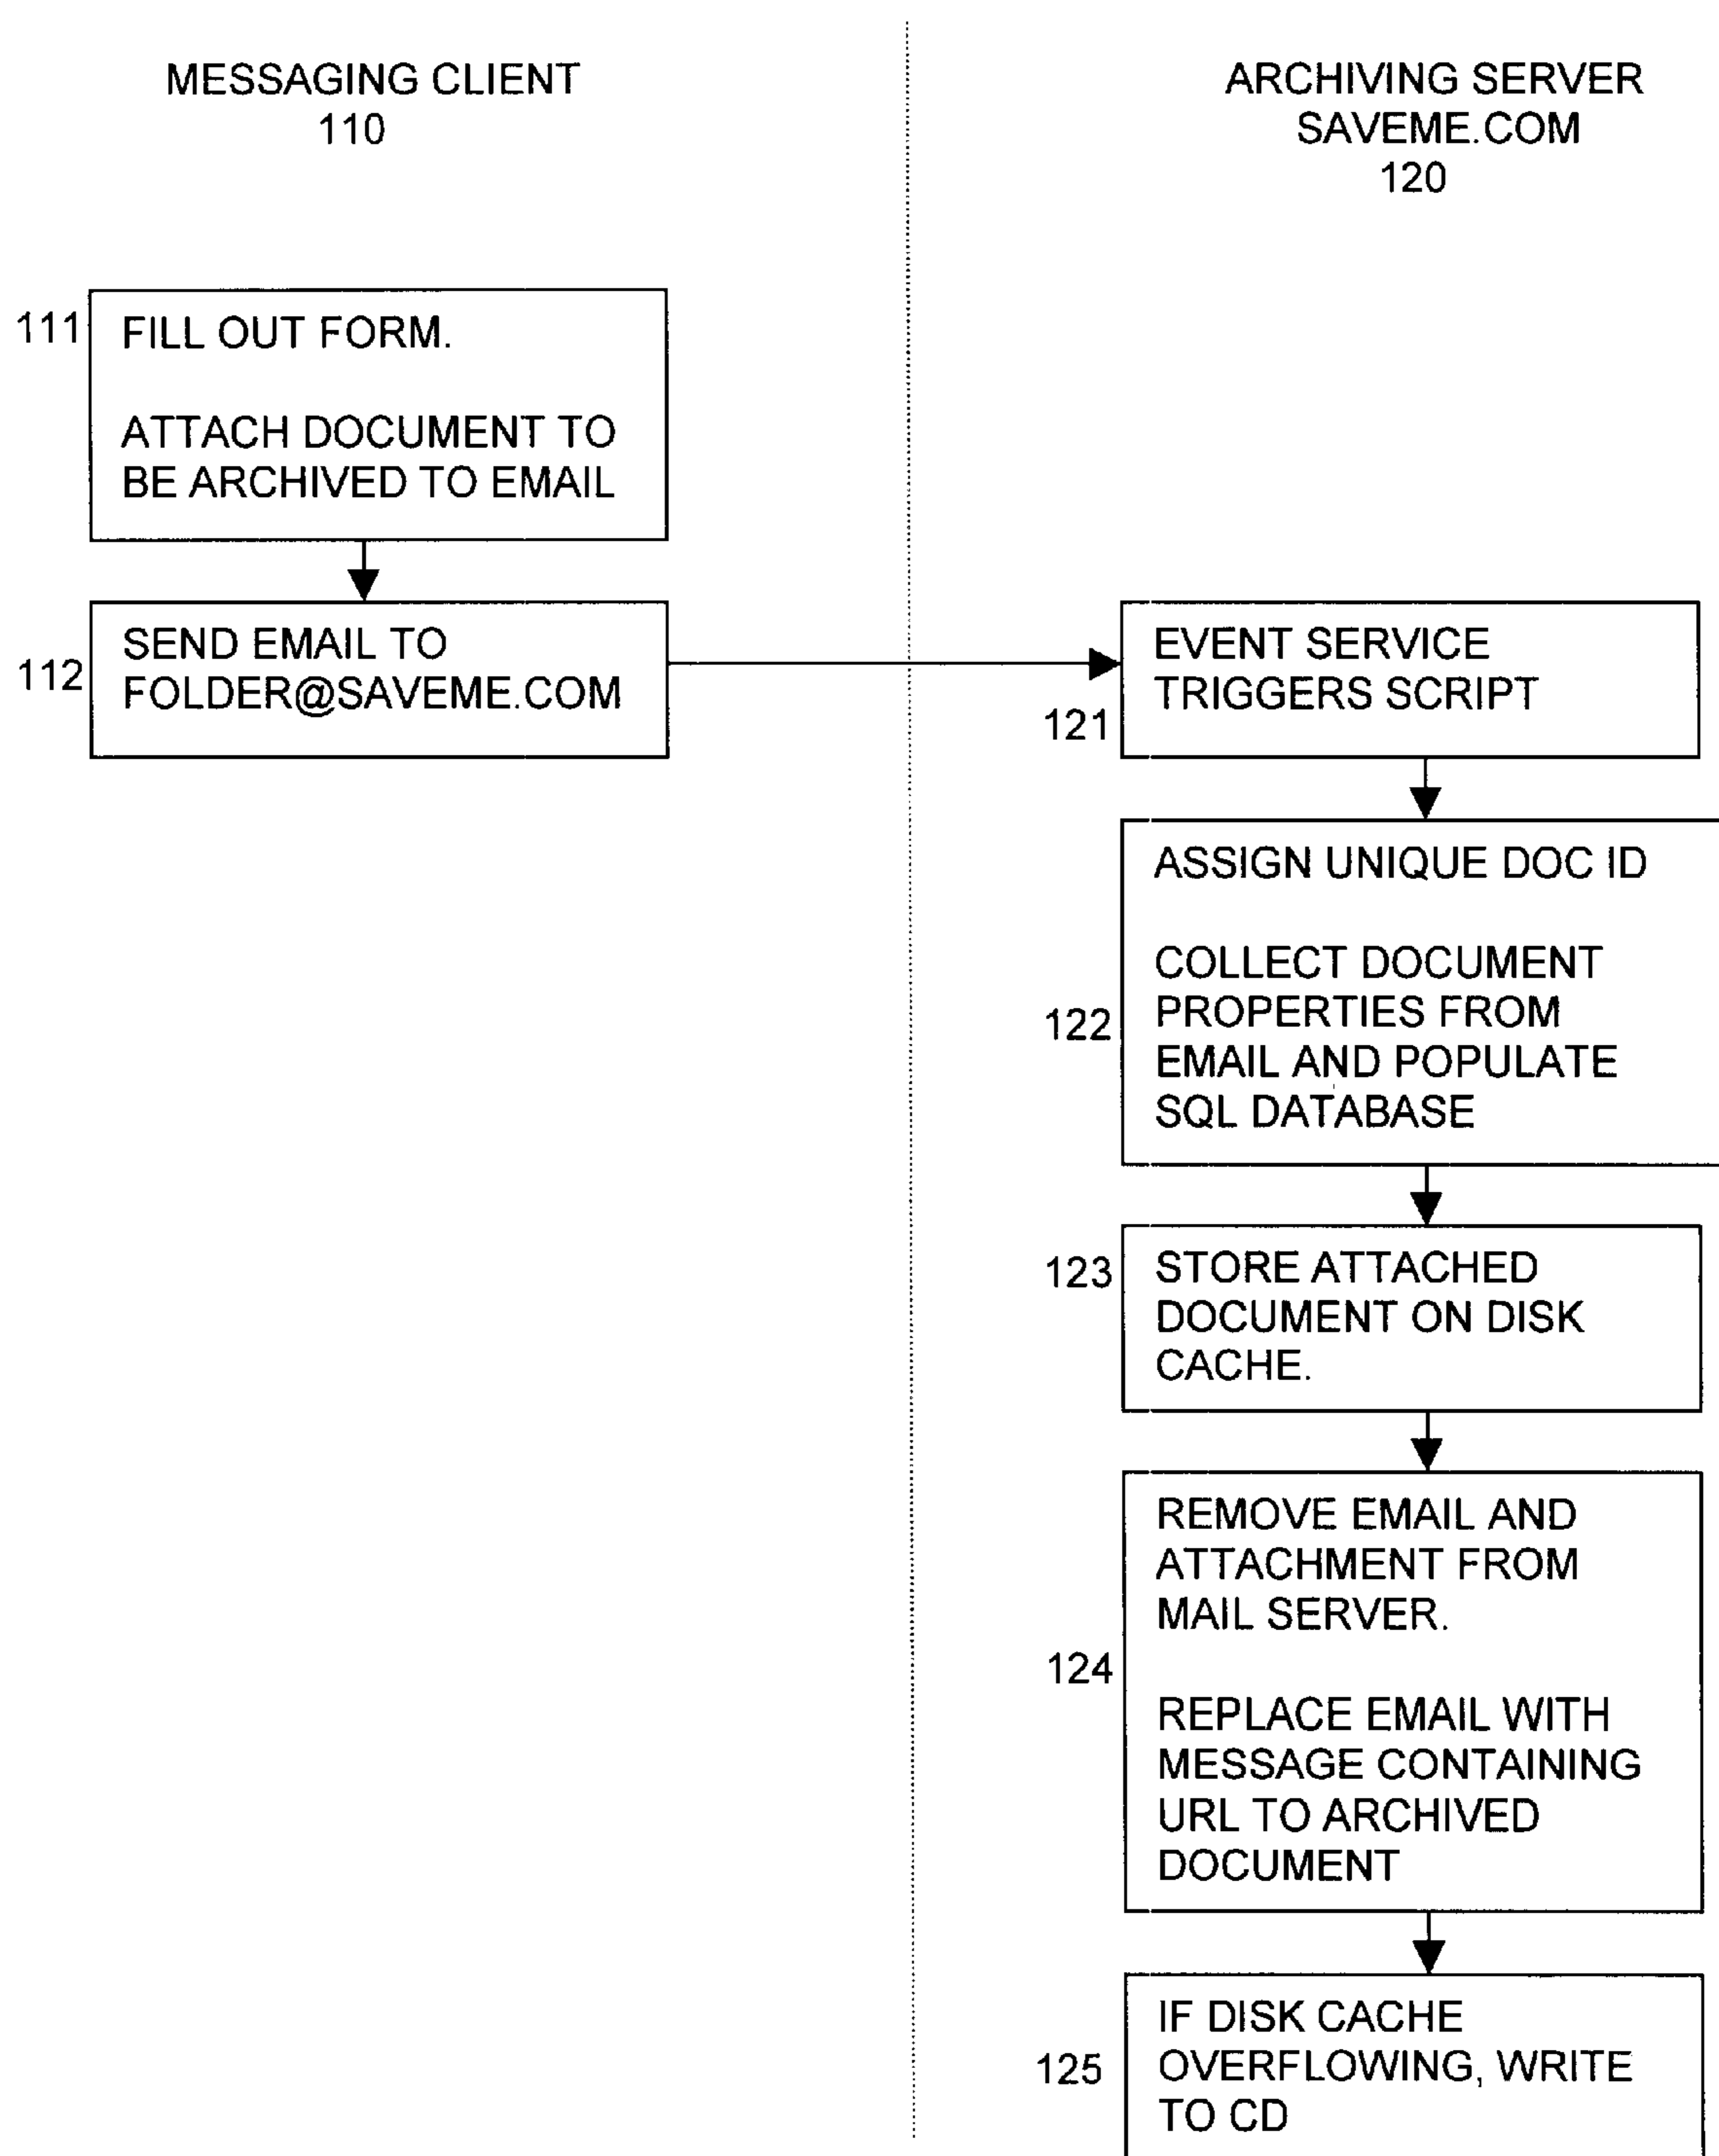 MESSAGING CLIENT
110
ARCHIVING SERVER
SAVEME.COM
120
111
FILL OUT FORM.
ATTACH DOCUMENT TO
BE ARCHIVED TO EMAIL
112
SEND EMAIL TO
FOLDER@SAVEME.COM
EVENT SERVICE
TRIGGERS SCRIPT
121
ASSIGN UNIQUE DOC ID
COLLECT DOCUMENT
PROPERTIES FROM
EMAIL AND POPULATE
SQL DATABASE
122
123
STORE ATTACHED
DOCUMENT ON DISK
CACHE.
REMOVE EMAIL AND
ATTACHMENT FROM
MAIL SERVER.
124
REPLACE EMAIL WITH
MESSAGE CONTAINING
URL TO ARCHIVED
DOCUMENT
IF DISK CACHE
OVERFLOWING, WRITE
TO CD
125